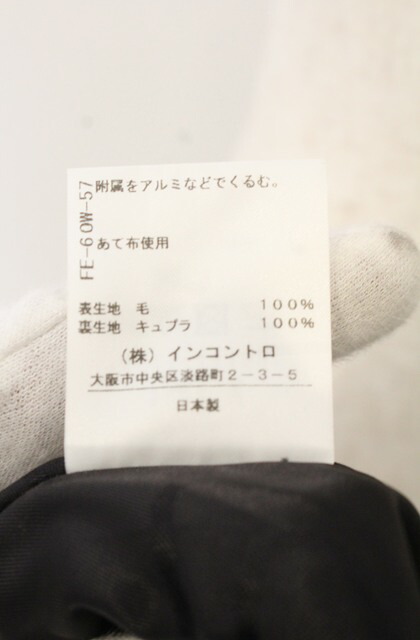 FE-60W-57
附属をアルミなどでくるむ。
あて布使用
表生地 毛 100%
裏生地 キュプラ 100%
（株）インコントロ
大阪市中央区淡路町2-3-5
日本製